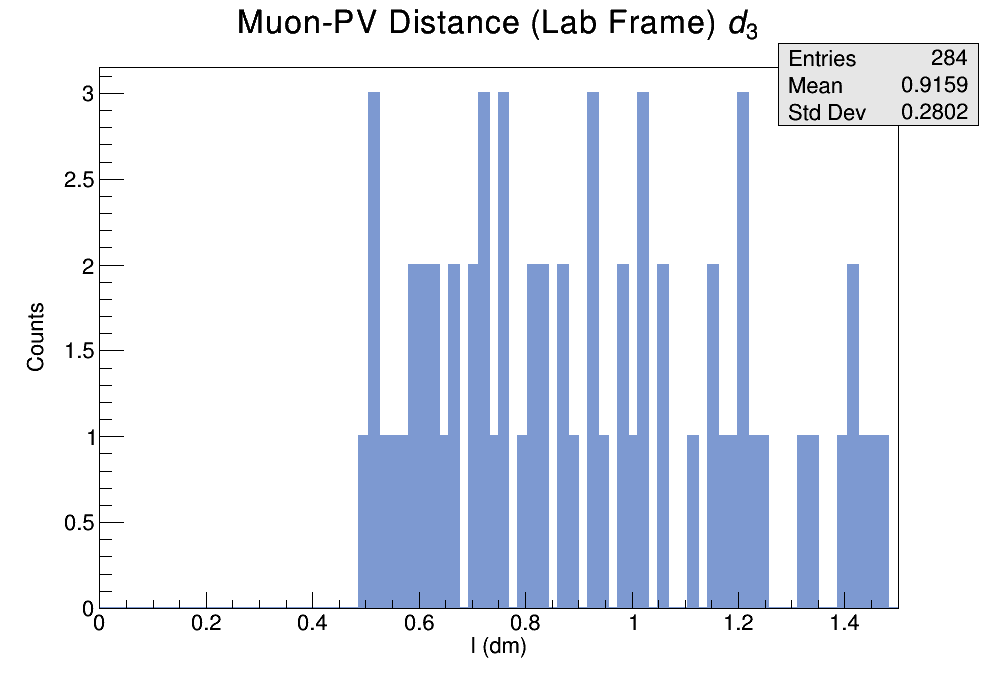 Muon-PV Distance (Lab Frame) d3
Entries 284
Mean 0.9159
Std Dev 0.2802
3
2.5
2
1.5
1
0.5
0
Counts
0 0.2 0.4 0.6 0.8 1 1.2 1.4
l (dm)